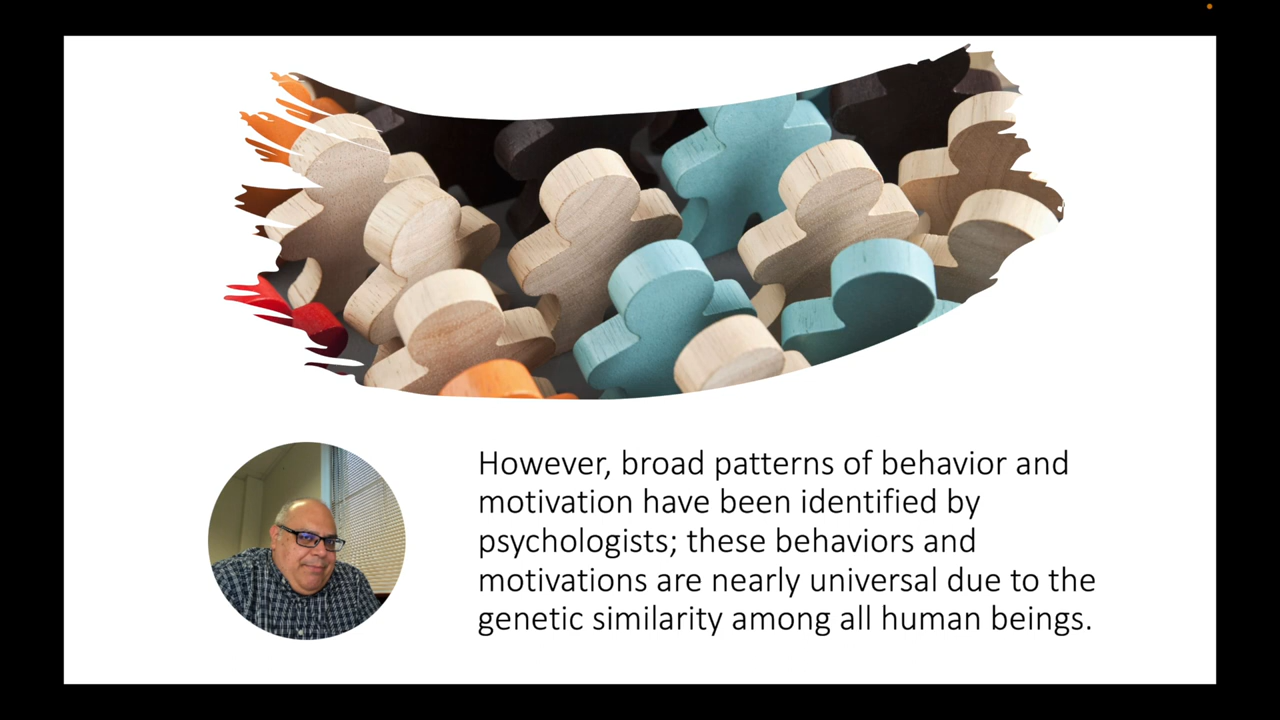 However, broad patterns of behavior and
motivation have been identified by
psychologists; these behaviors and
motivations are nearly universal due to the
genetic similarity among all human beings.